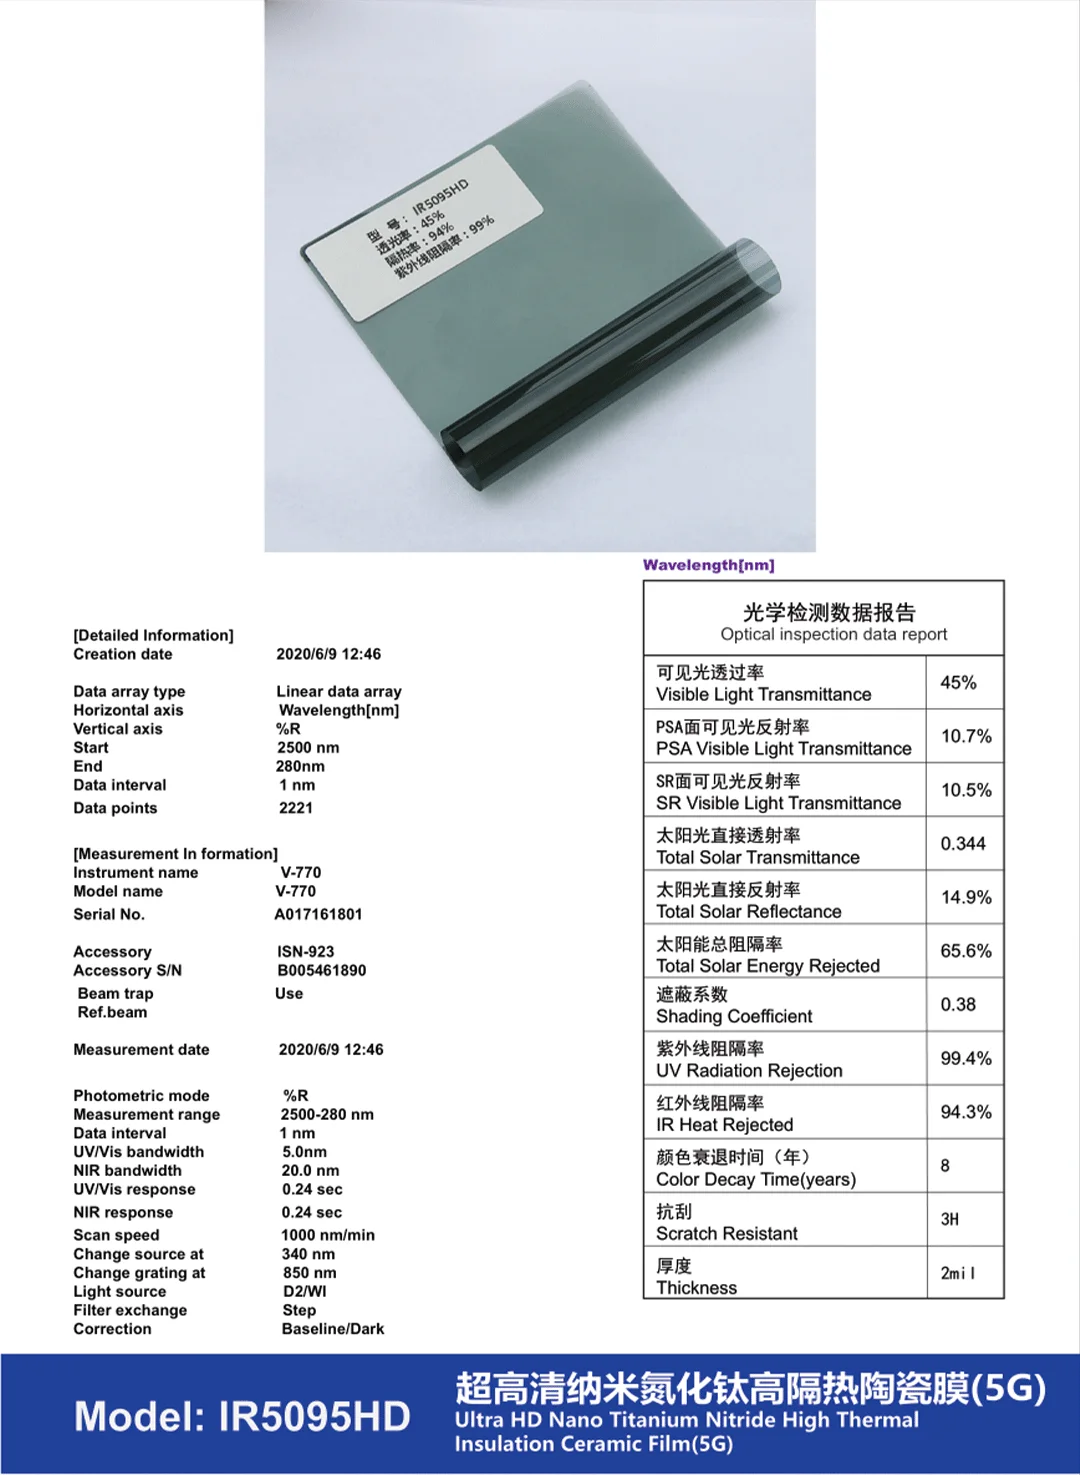 型 号：IR5095HD
透光率：45%
隔热率：94%
紫外线阻隔率：99%
Wavelength[nm]
[Detailed Information]
Creation date 2020/6/9 12:46
Data array type Linear data array
Horizontal axis Wavelength[nm]
Vertical axis %R
Start 2500 nm
End 280nm
Data interval 1 nm
Data points 2221
[Measurement In formation]
Instrument name V-770
Model name V-770
Serial No. A017161801
Accessory ISN-923
Accessory S/N B005461890
Beam trap Use
Ref.beam
Measurement date 2020/6/9 12:46
Photometric mode %R
Measurement range 2500-280 nm
Data interval 1 nm
UV/Vis bandwidth 5.0nm
NIR bandwidth 20.0 nm
UV/Vis response 0.24 sec
NIR response 0.24 sec
Scan speed 1000 nm/min
Change source at 340 nm
Change grating at 850 nm
Light source D2/WI
Filter exchange Step
Correction Baseline/Dark
光学检测数据报告
Optical inspection data report
可见光透过率
Visible Light Transmittance 45%
PSA面可见光反射率
PSA Visible Light Transmittance 10.7%
SR面可见光反射率
SR Visible Light Transmittance 10.5%
太阳光直接透射率
Total Solar Transmittance 0.344
太阳光直接反射率
Total Solar Reflectance 14.9%
太阳能总阻隔率
Total Solar Energy Rejected 65.6%
遮蔽系数
Shading Coefficient 0.38
紫外线阻隔率
UV Radiation Rejection 99.4%
红外线阻隔率
IR Heat Rejected 94.3%
颜色衰退时间（年）
Color Decay Time(years) 8
抗刮
Scratch Resistant 3H
厚度
Thickness 2mil
Model: IR5095HD
超高清纳米氮化钛高隔热陶瓷膜(5G)
Ultra HD Nano Titanium Nitride High Thermal
Insulation Ceramic Film(5G)